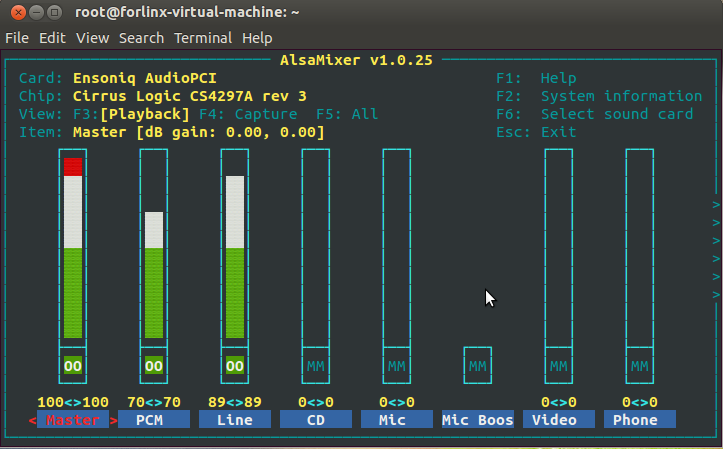 root@forlinx-virtual-machine: ~
File Edit View Search Terminal Help
AlsaMixer v1.0.25
Card: Ensoniq AudioPCI F1: Help
Chip: Cirrus Logic CS4297A rev 3 F2: System information
View: F3:[Playback] F4: Capture F5: All F6: Select sound card
Item: Master [dB gain: 0.00, 0.00] Esc: Exit
>
>
>
>
>
>
OO OO OO MM MM MM MM MM
100<>100 70<>70 89<>89 0<>0 0<>0 0<>0 0<>0
< Master > PCM Line CD Mic Mic Boos Video Phone